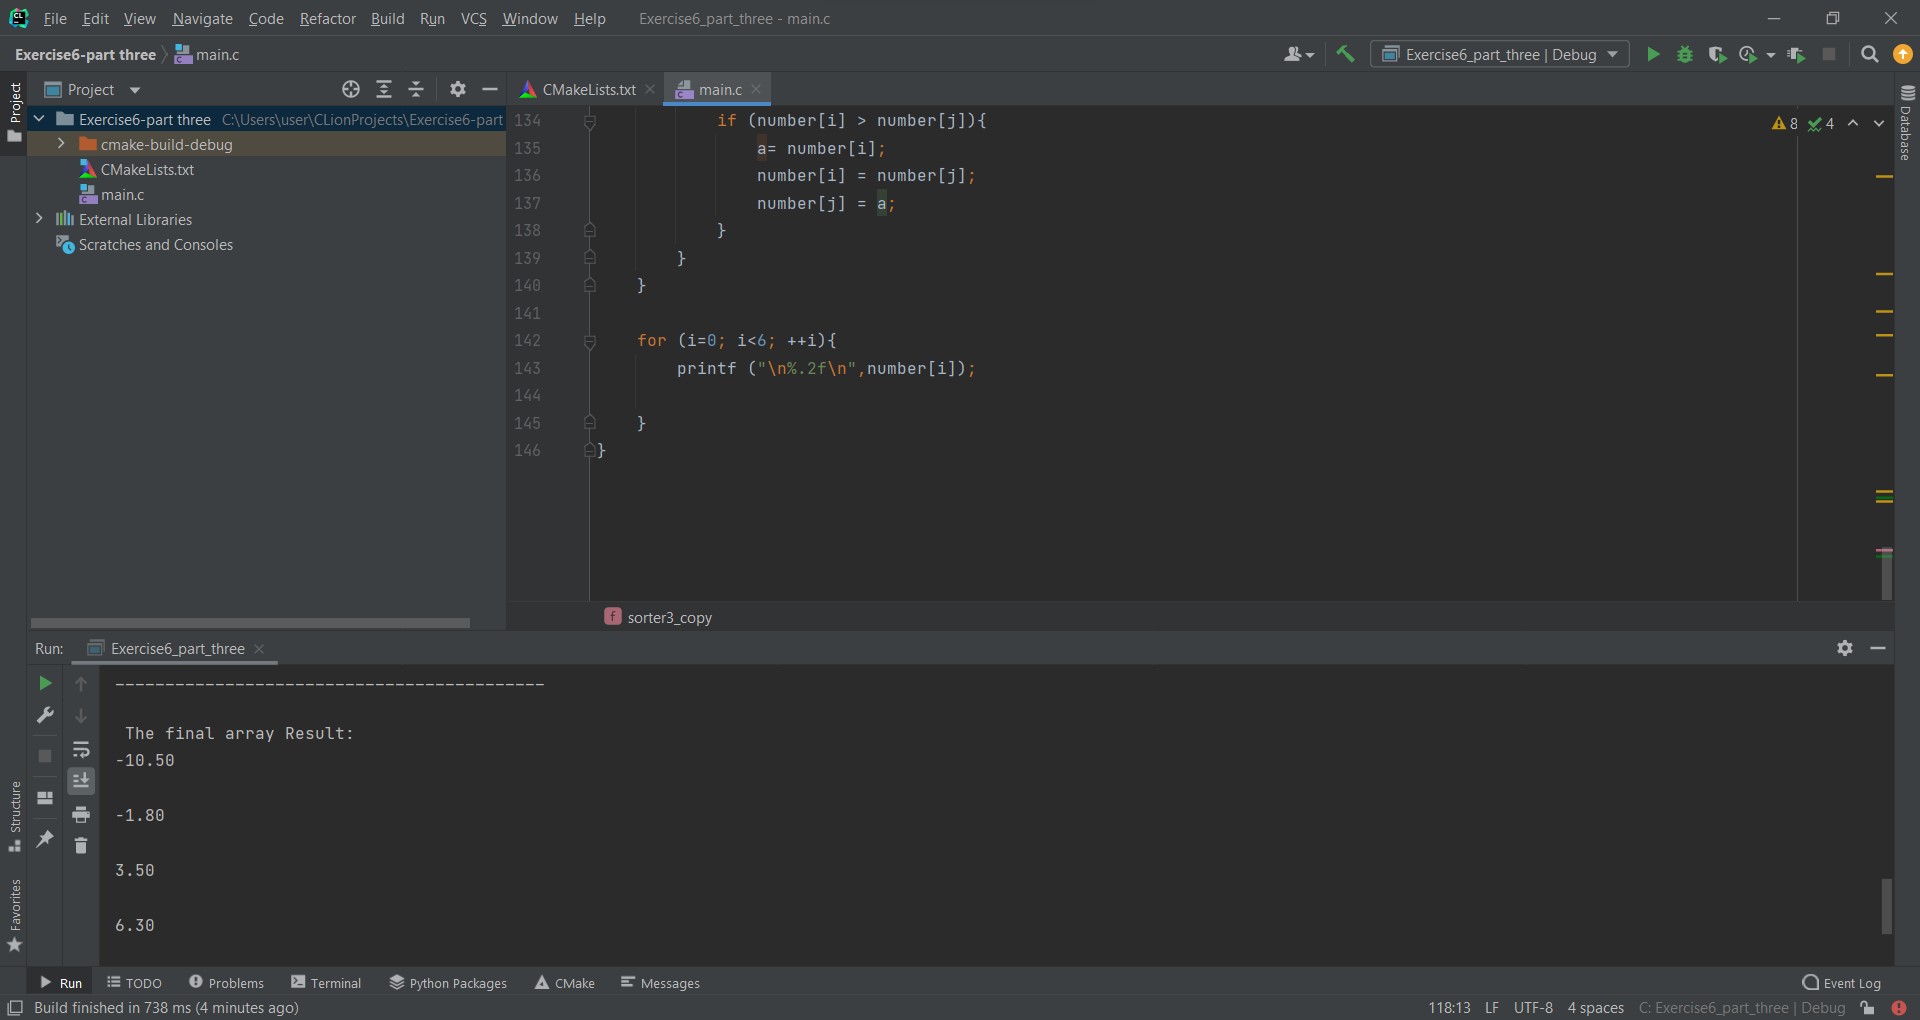 File Edit View Navigate Code Refactor Build Run VCS Window Help Exercise6_part_three - main.c
Exercise6-part three main.c Exercise6_part_three | Debug
Project
Project
CMakeLists.txt main.c
Exercise6-part three C:\Users\user\CLionProjects\Exercise6-part
cmake-build-debug
CMakeLists.txt
main.c
External Libraries
Scratches and Consoles
8 4
Database
134 if (number[i] > number[j]){
135 a= number[i];
136 number[i] = number[j];
137 number[j] = a;
138 }
139 }
140 }
141
142 for (i=0; i<6; ++i){
143 printf ("\n%.2f\n",number[i]);
144
145 }
146 }
f sorter3_copy
Run: Exercise6_part_three
-------------------------------------------
The final array Result:
-10.50
-1.80
3.50
6.30
Structure
Favorites
Run TODO Problems Terminal Python Packages CMake Messages Event Log
Build finished in 738 ms (4 minutes ago) 118:13 LF UTF-8 4 spaces C: Exercise6_part_three | Debug